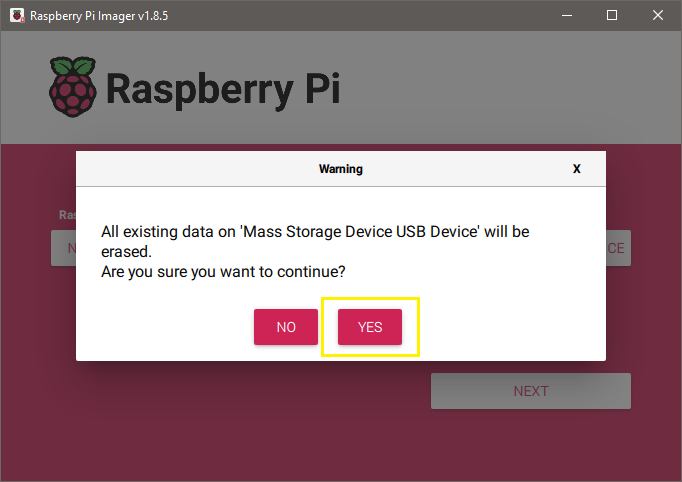 Raspberry Pi Imager v1.8.5
Raspberry Pi
Warning
X
Ras
All existing data on 'Mass Storage Device USB Device' will be
erased.
Are you sure you want to continue?
N
CE
NO
YES
NEXT